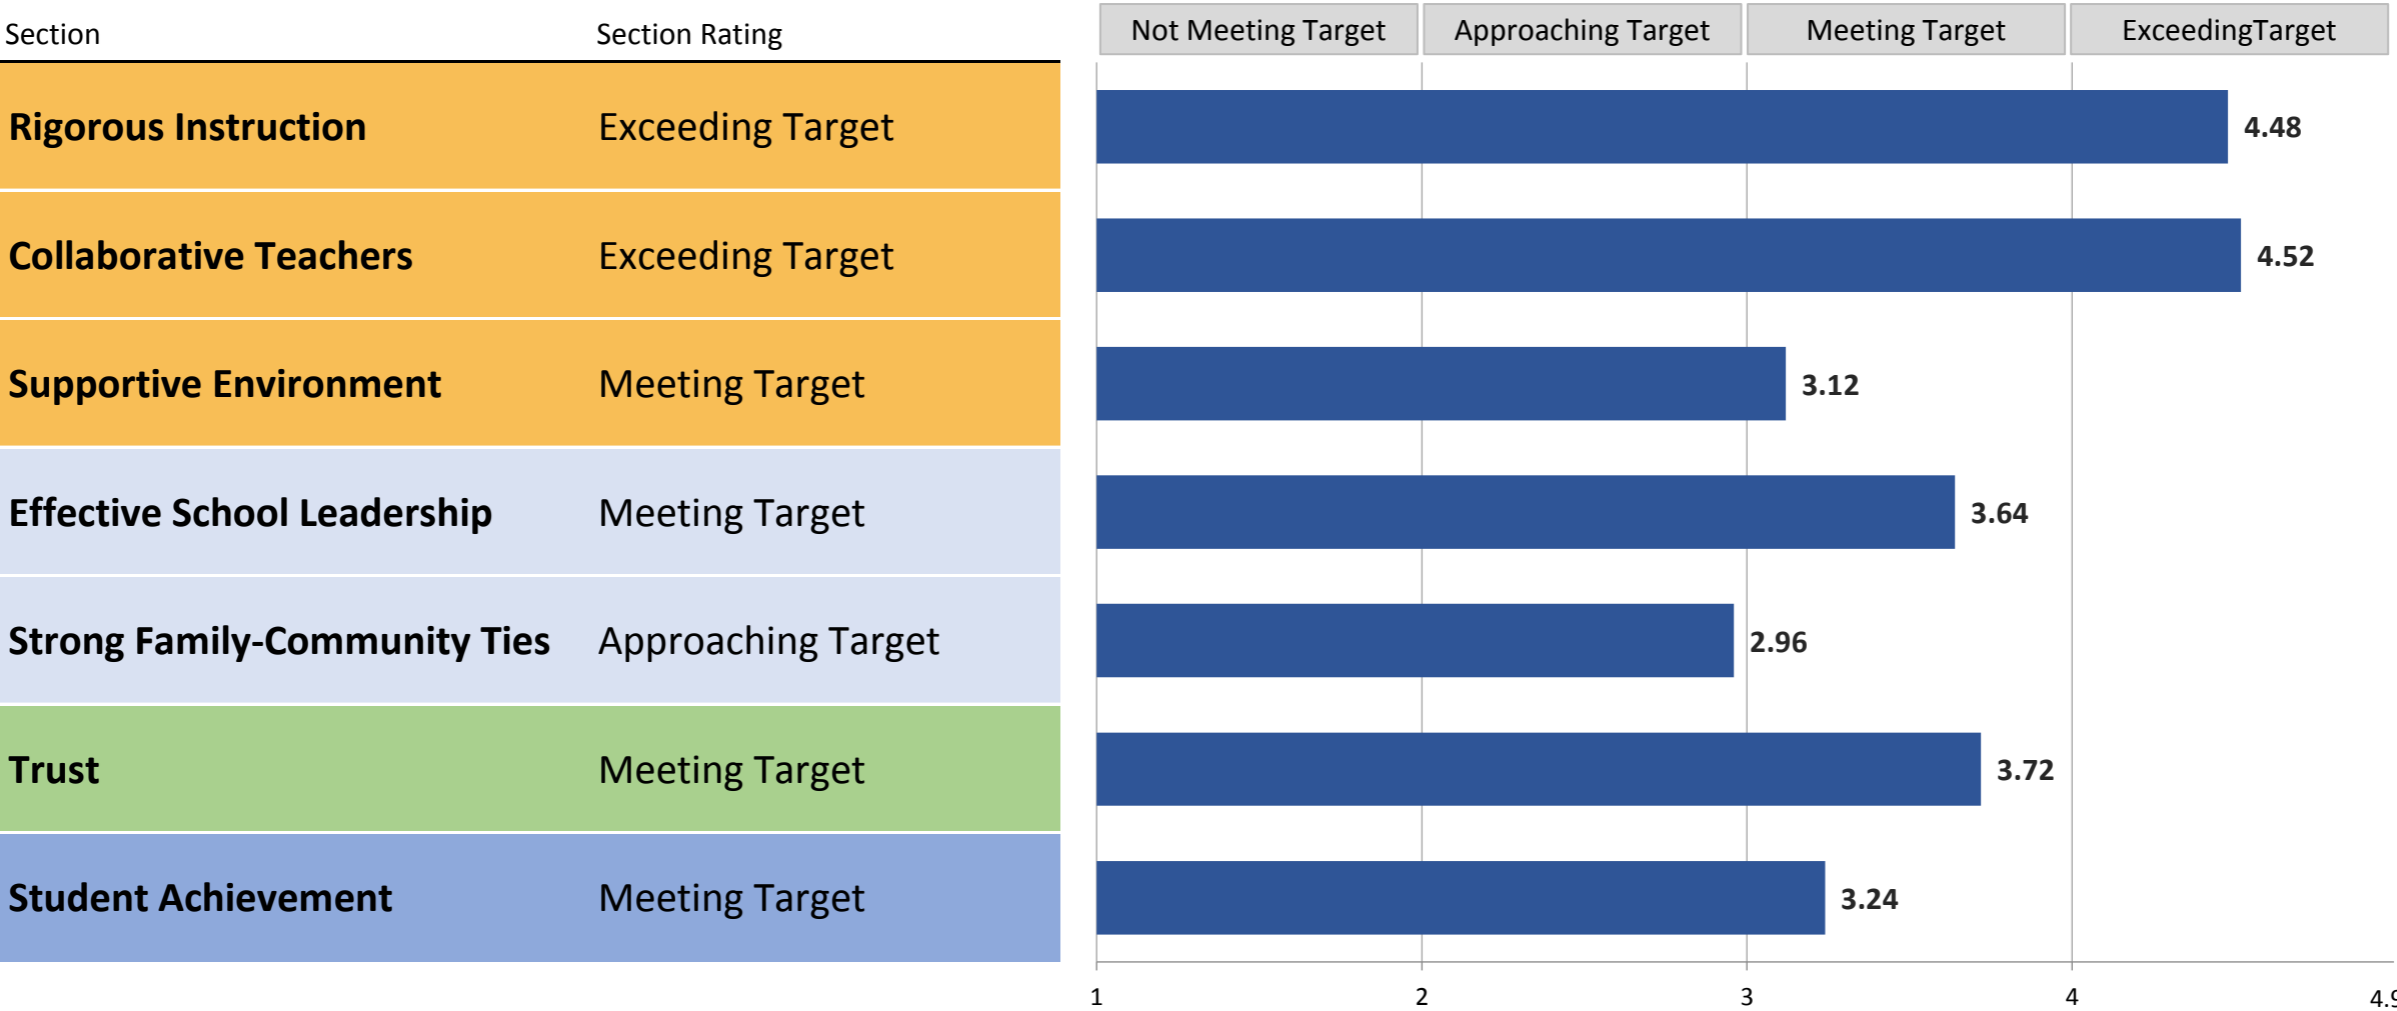 Section Section Rating Not Meeting Target Approaching Target Meeting Target ExceedingTarget
Rigorous Instruction Exceeding Target 4.48
Collaborative Teachers Exceeding Target 4.52
Supportive Environment Meeting Target 3.12
Effective School Leadership Meeting Target 3.64
Strong Family-Community Ties Approaching Target 2.96
Trust Meeting Target 3.72
Student Achievement Meeting Target 3.24
1 2 3 4